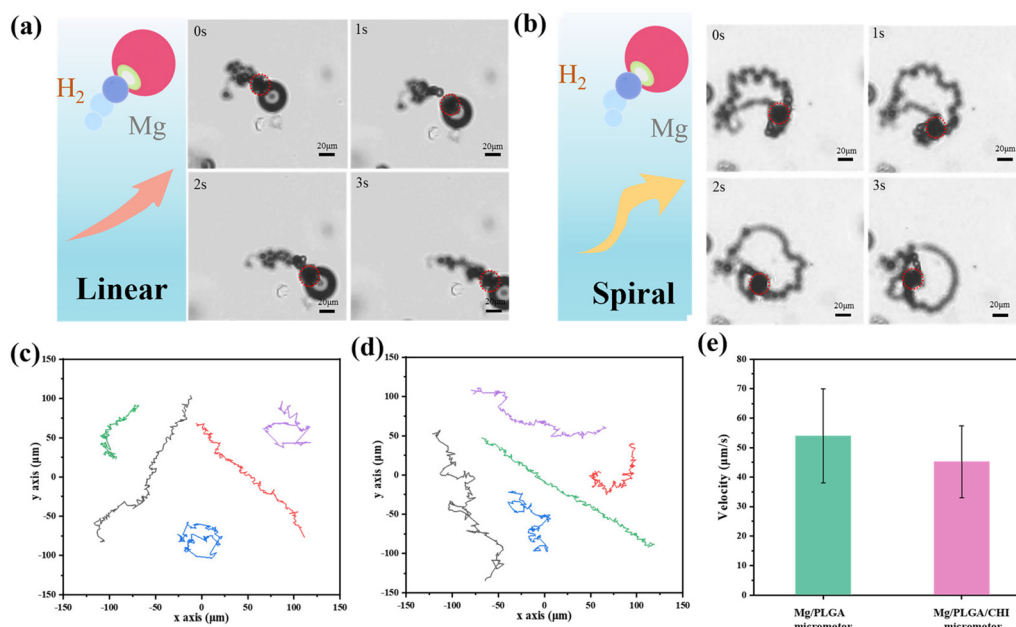 (a)
H2
Mg
Linear
0s
20μm
1s
20μm
2s
20μm
3s
20μm
(b)
H2
Mg
Spiral
0s
20μm
1s
20μm
2s
20μm
3s
20μm
(c)
y axis (μm)
150
100
50
0
-50
-100
-150
-150 -100 -50 0 50 100 150
x axis (μm)
(d)
y axis (μm)
150
100
50
0
-50
-100
-150
-150 -100 -50 0 50 100 150
x axis (μm)
(e)
Velocity (μm/s)
80
70
60
50
40
30
20
10
0
Mg/PLGA
micromotor
Mg/PLGA/CHI
micromotor